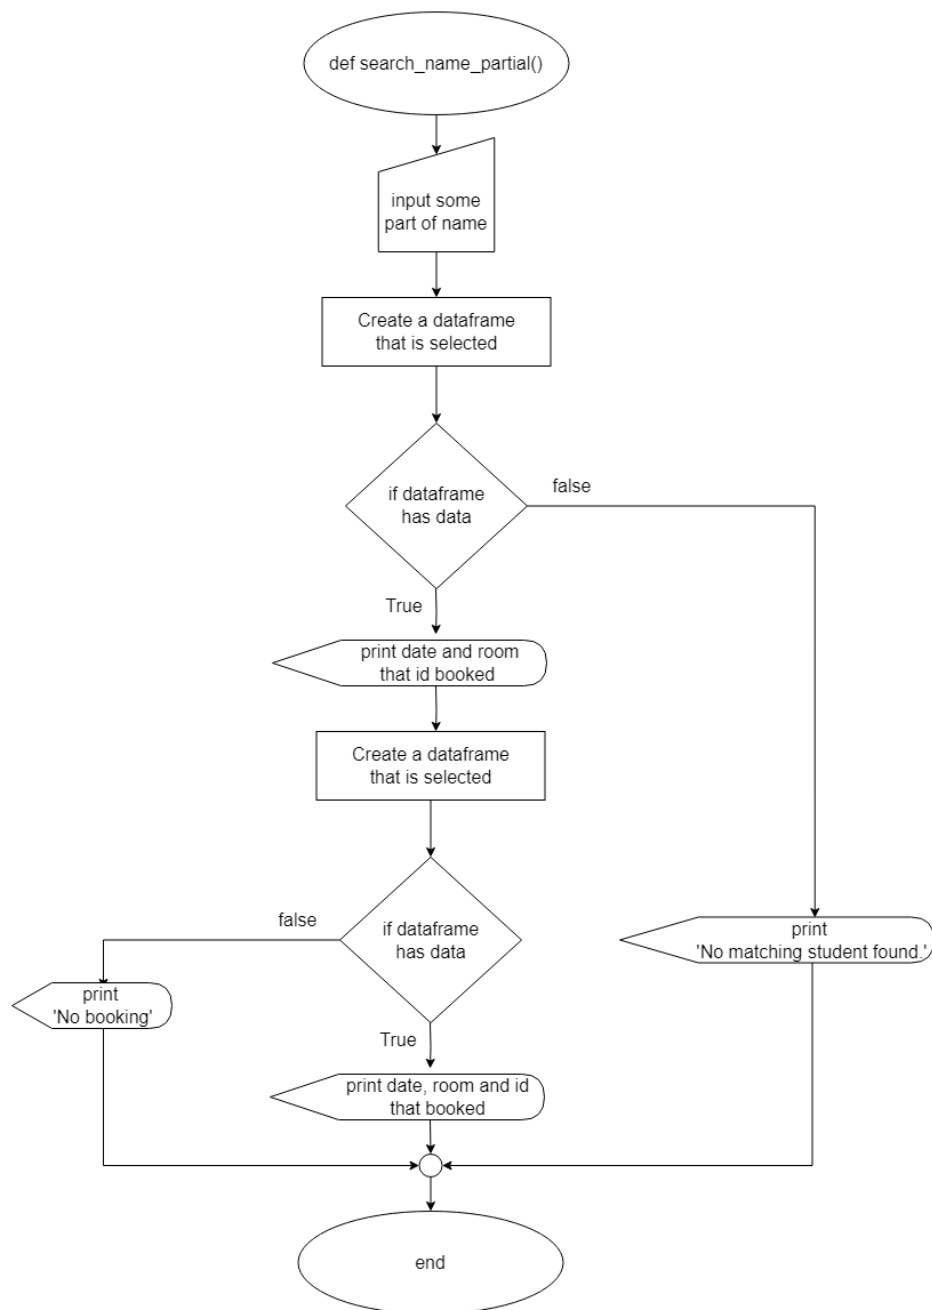 def search_name_partial()
input some
part of name
Create a dataframe
that is selected
if dataframe
has data
false
True
print date and room
that id booked
Create a dataframe
that is selected
if dataframe
has data
false
True
print
'No booking'
print
'No matching student found.'
print date, room and id
that booked
end